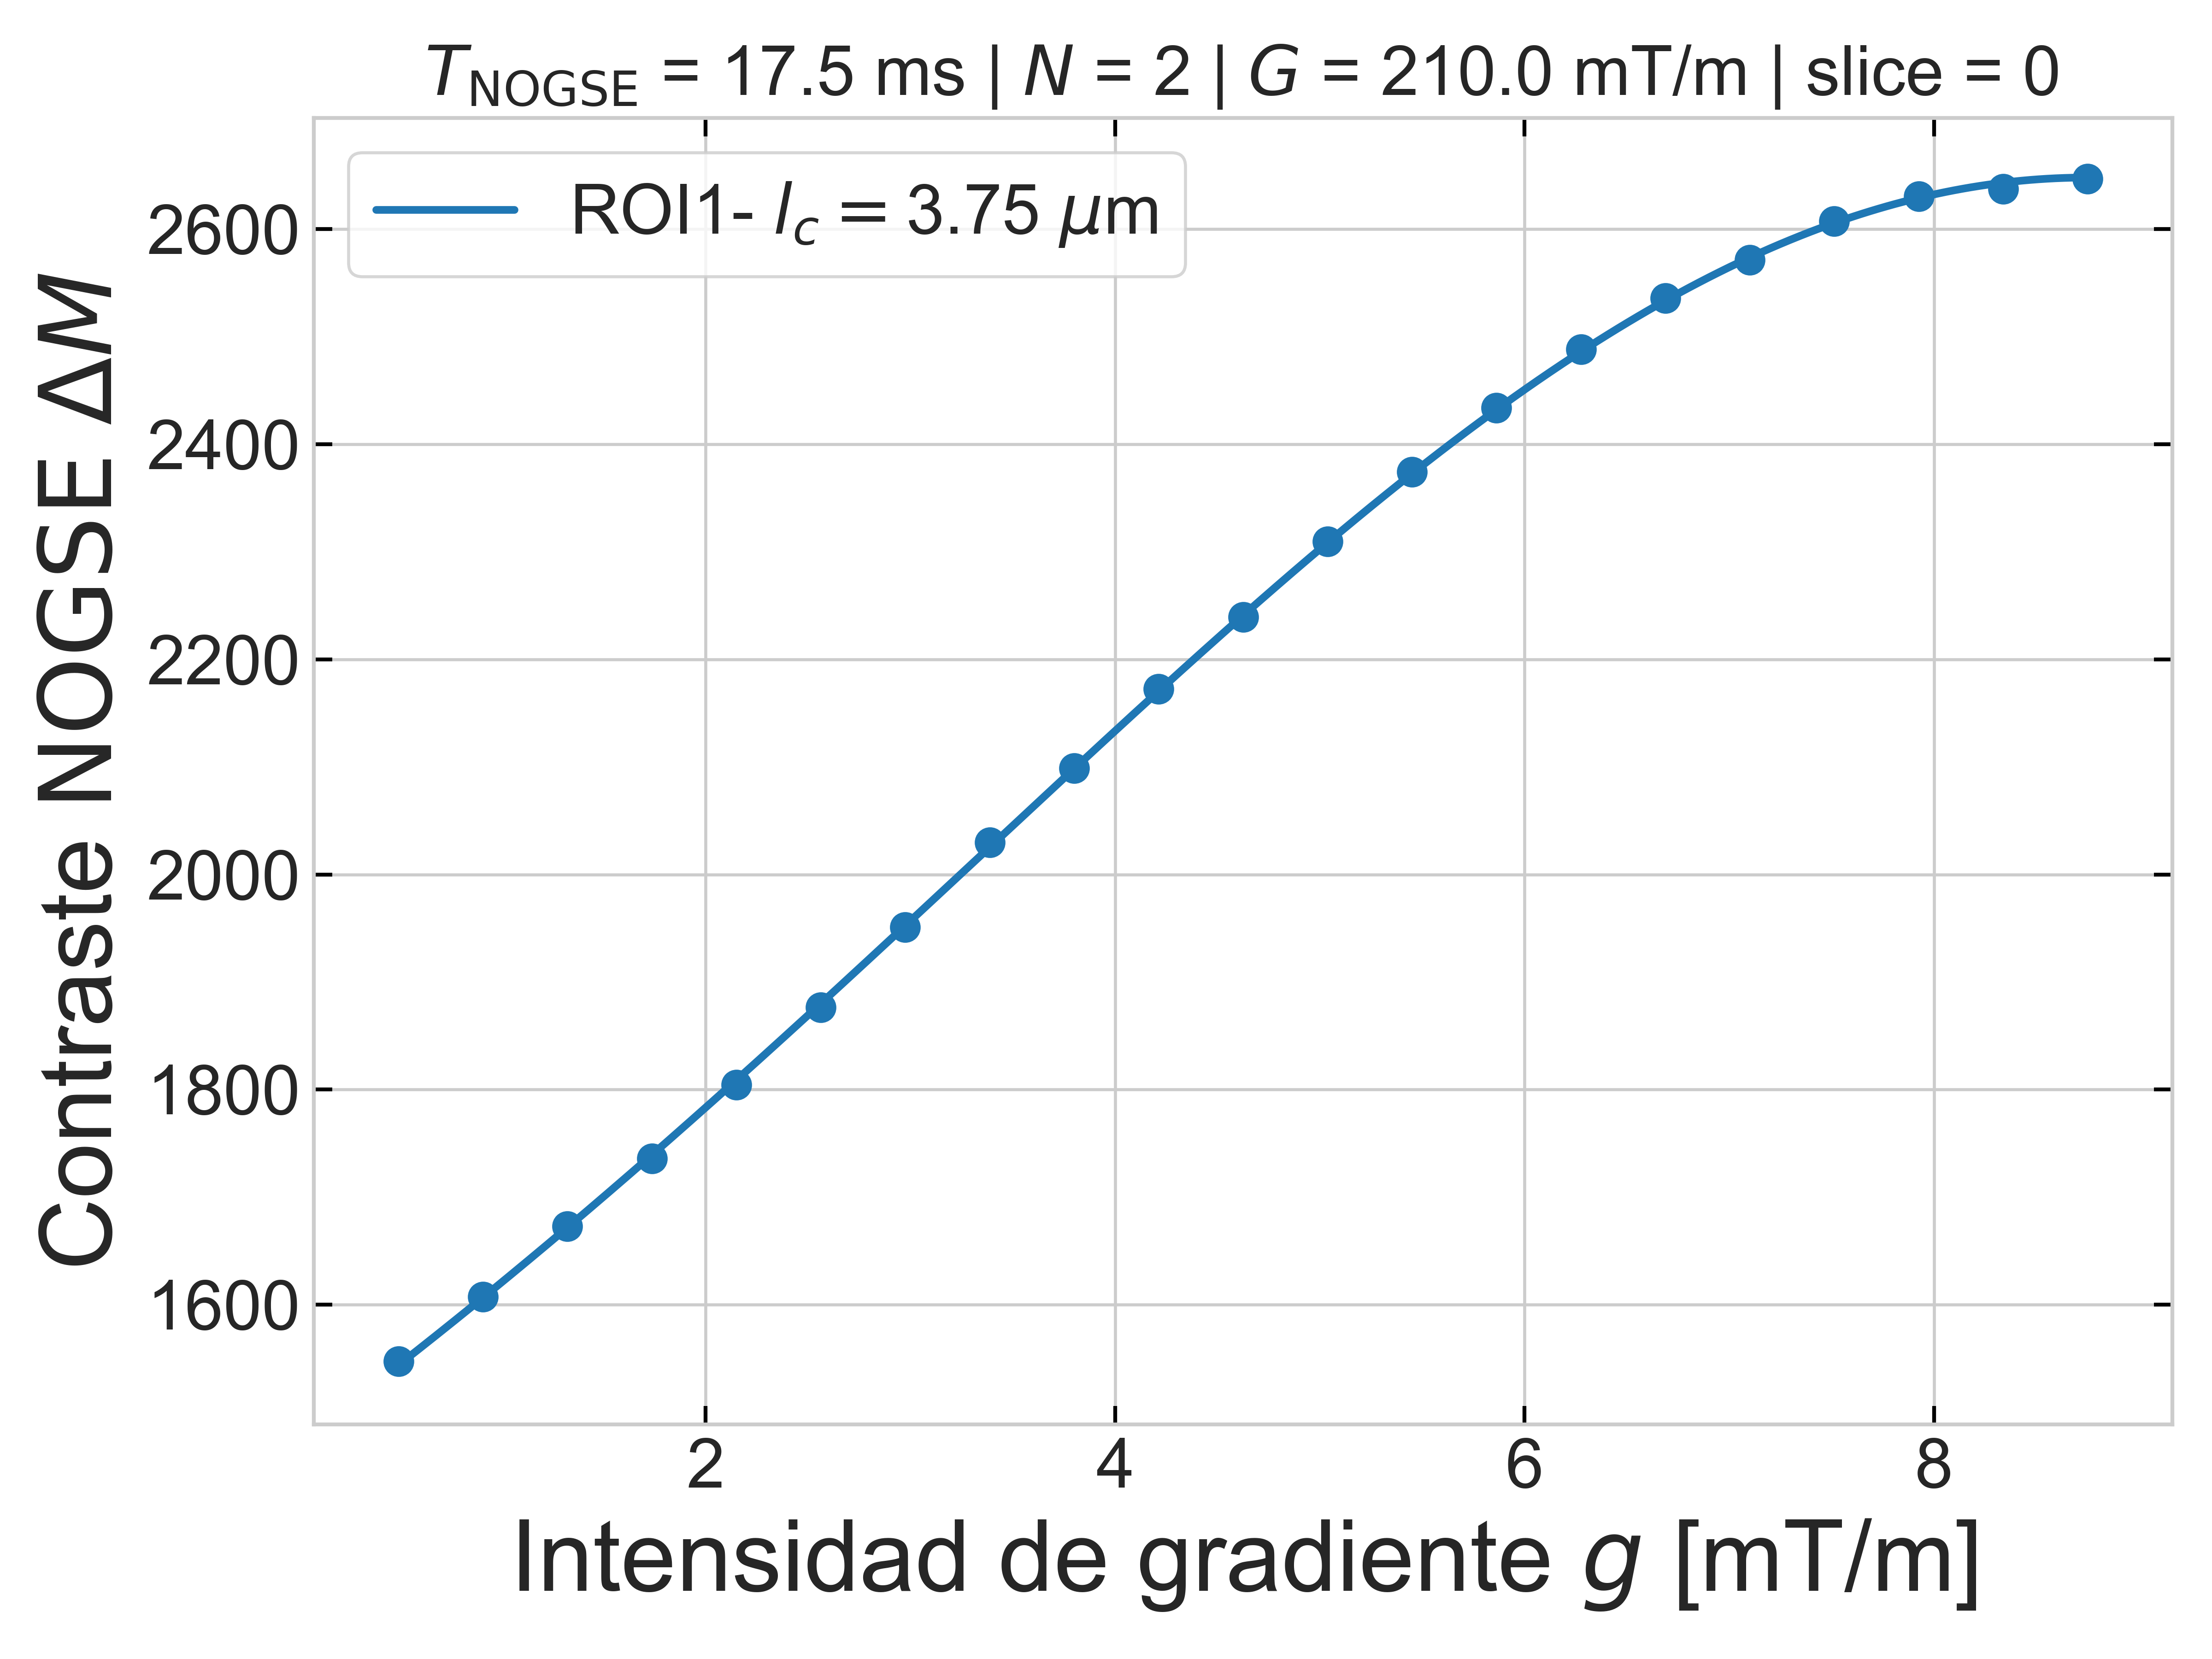 T_NOGSE = 17.5 ms | N = 2 | G = 210.0 mT/m | slice = 0
ROI1- l_c = 3.75 μm
Contraste NOGSE ΔM
2600
2400
2200
2000
1800
1600
2 4 6 8
Intensidad de gradiente g [mT/m]